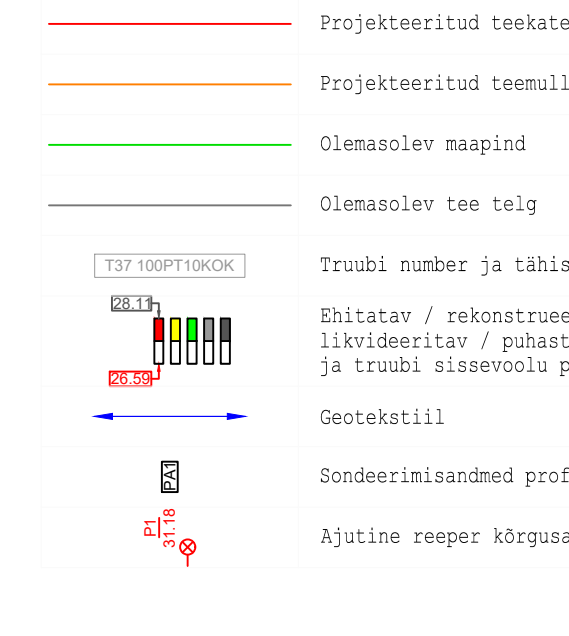 Projekteeritud teekate
Projekteeritud teemull
Olemasolev maapind
Olemasolev tee telg
T37 100PT10KOK
Truubi number ja tähis
28.11
26.59
Ehitatav / rekonstruee
likvideeritav / puhast
ja truubi sissevoolu p
Geotekstiil
PA1
Sondeerimisandmed prof
P1
31.18
Ajutine reeper kõrgusa